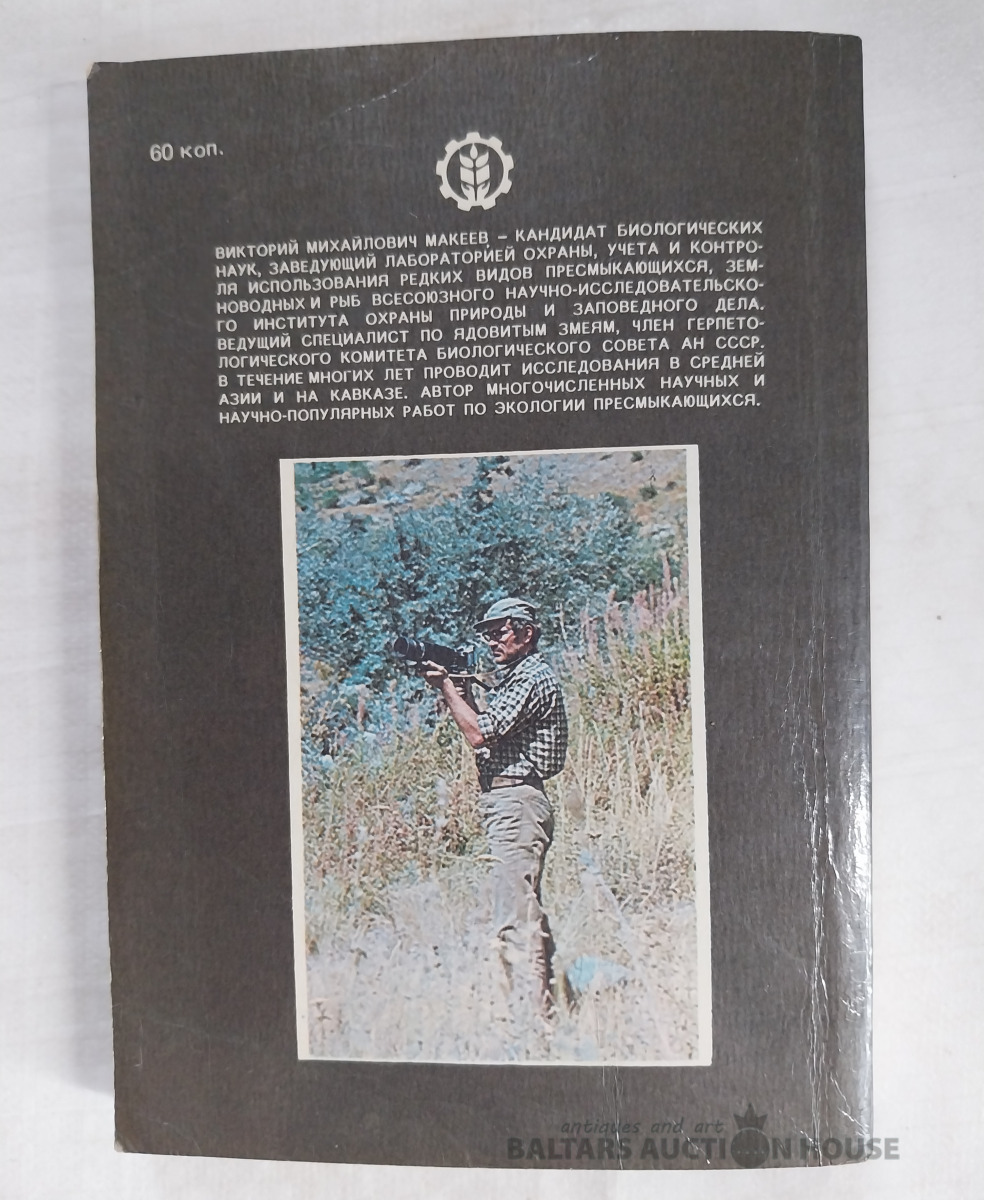 60 коп.
ВИКТОРИЙ МИХАЙЛОВИЧ МАКЕЕВ – КАНДИДАТ БИОЛОГИЧЕСКИХ
НАУК, ЗАВЕДУЮЩИЙ ЛАБОРАТОРИЕЙ ОХРАНЫ, УЧЕТА И КОНТРО-
ЛЯ ИСПОЛЬЗОВАНИЯ РЕДКИХ ВИДОВ ПРЕСМЫКАЮЩИХСЯ, ЗЕМ-
НОВОДНЫХ И РЫБ ВСЕСОЮЗНОГО НАУЧНО-ИССЛЕДОВАТЕЛЬСКО-
ГО ИНСТИТУТА ОХРАНЫ ПРИРОДЫ И ЗАПОВЕДНОГО ДЕЛА.
ВЕДУЩИЙ СПЕЦИАЛИСТ ПО ЯДОВИТЫМ ЗМЕЯМ, ЧЛЕН ГЕРПЕТО-
ЛОГИЧЕСКОГО КОМИТЕТА БИОЛОГИЧЕСКОГО СОВЕТА АН СССР.
В ТЕЧЕНИЕ МНОГИХ ЛЕТ ПРОВОДИТ ИССЛЕДОВАНИЯ В СРЕДНЕЙ
АЗИИ И НА КАВКАЗЕ. АВТОР МНОГОЧИСЛЕННЫХ НАУЧНЫХ И
НАУЧНО-ПОПУЛЯРНЫХ РАБОТ ПО ЭКОЛОГИИ ПРЕСМЫКАЮЩИХСЯ.
antiques and art
BALTARS AUCTION HOUSE